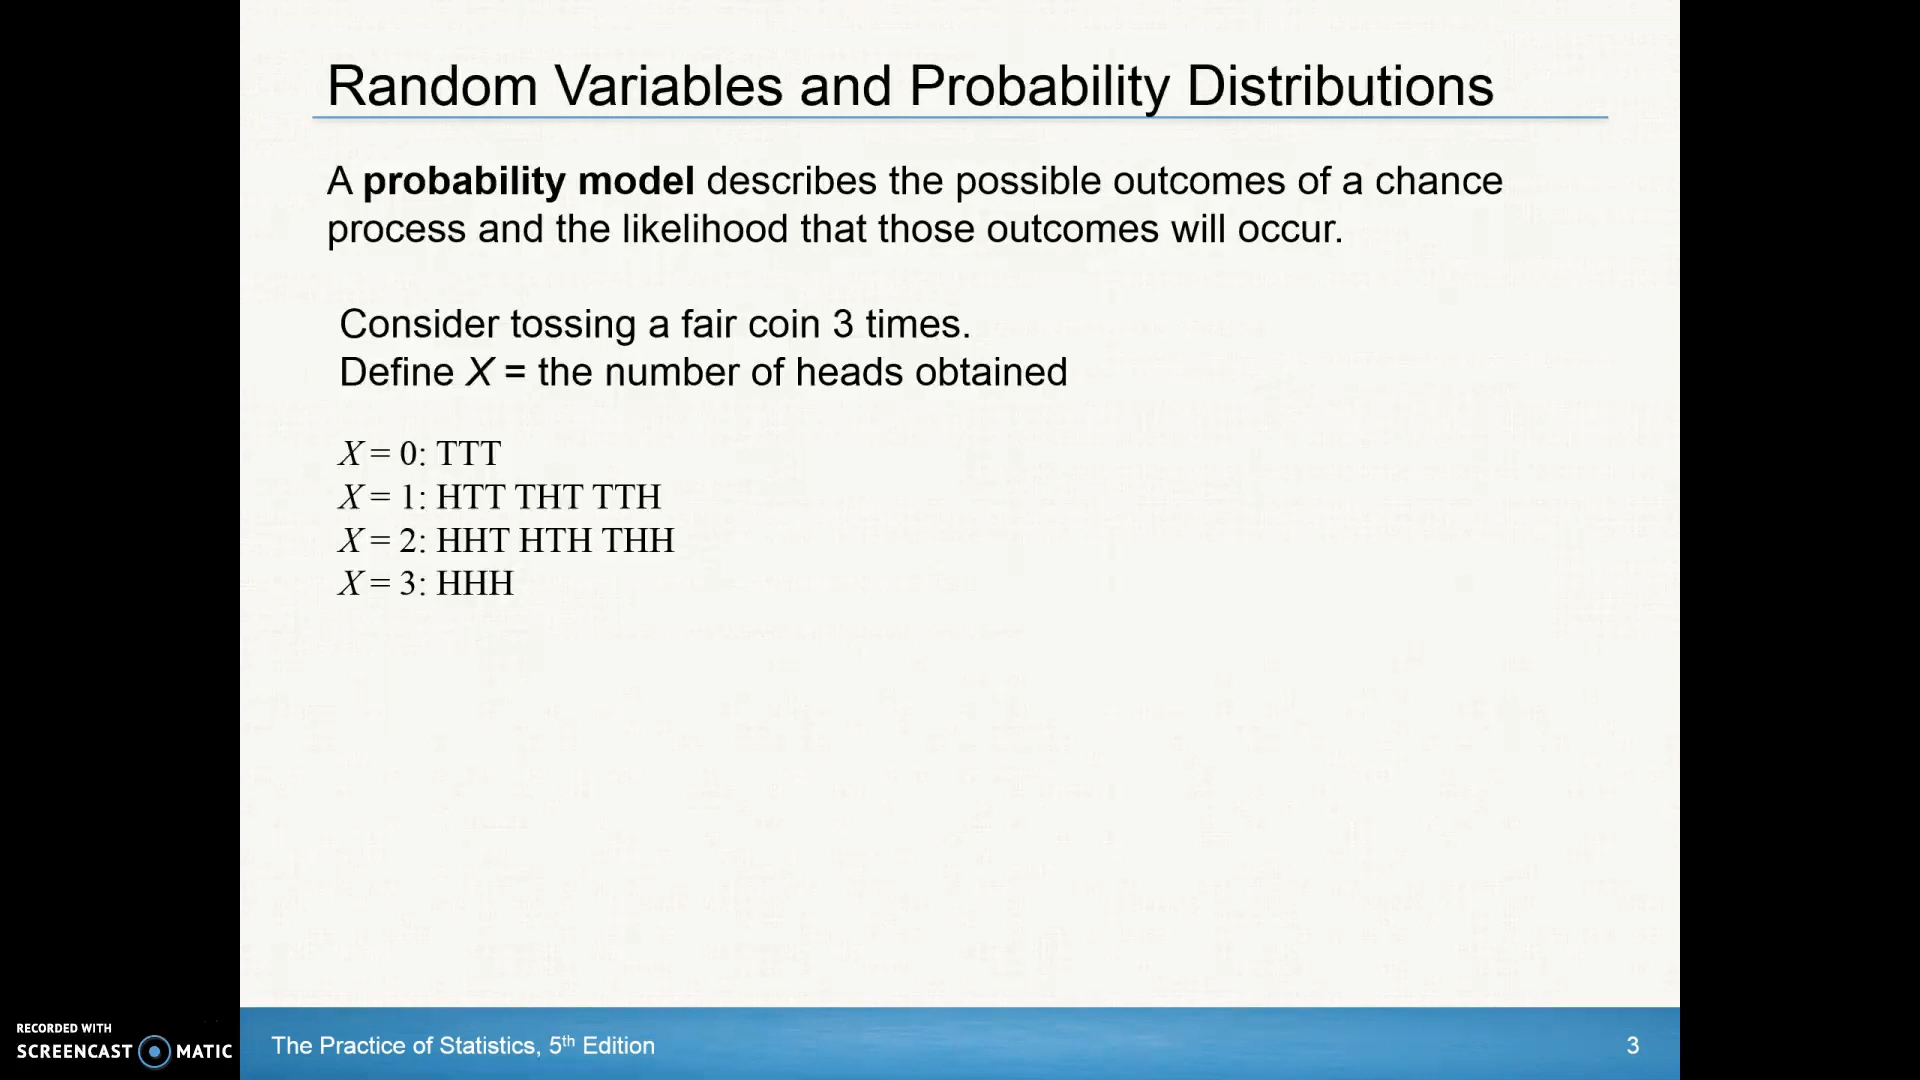 Random Variables and Probability Distributions
A probability model describes the possible outcomes of a chance
process and the likelihood that those outcomes will occur.
Consider tossing a fair coin 3 times.
Define X = the number of heads obtained
X = 0: TTT
X = 1: HTT THT TTH
X = 2: HHT HTH THH
X = 3: HHH
RECORDED WITH
SCREENCAST MATIC
The Practice of Statistics, 5th Edition
3